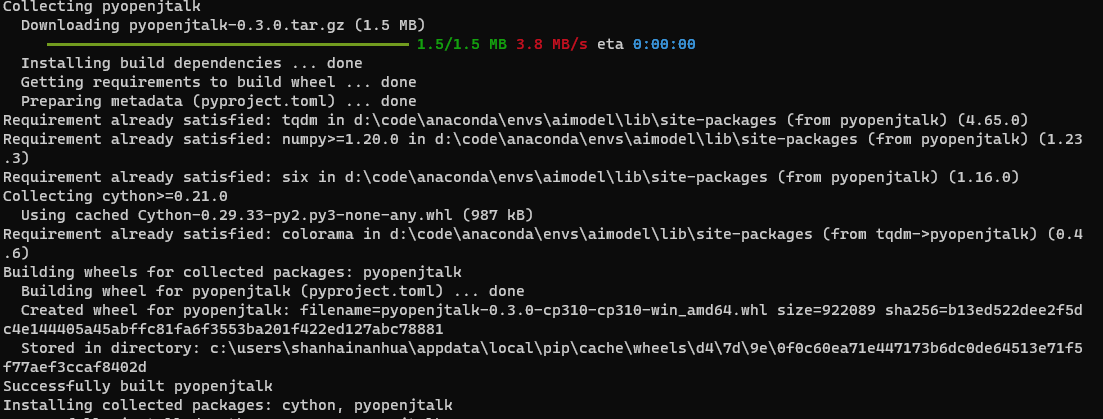 Collecting pyopenjtalk
Downloading pyopenjtalk-0.3.0.tar.gz (1.5 MB)
1.5/1.5 MB 3.8 MB/s eta 0:00:00
Installing build dependencies ... done
Getting requirements to build wheel ... done
Preparing metadata (pyproject.toml) ... done
Requirement already satisfied: tqdm in d:\code\anaconda\envs\aimodel\lib\site-packages (from pyopenjtalk) (4.65.0)
Requirement already satisfied: numpy>=1.20.0 in d:\code\anaconda\envs\aimodel\lib\site-packages (from pyopenjtalk) (1.23
.3)
Requirement already satisfied: six in d:\code\anaconda\envs\aimodel\lib\site-packages (from pyopenjtalk) (1.16.0)
Collecting cython>=0.21.0
Using cached Cython-0.29.33-py2.py3-none-any.whl (987 kB)
Requirement already satisfied: colorama in d:\code\anaconda\envs\aimodel\lib\site-packages (from tqdm->pyopenjtalk) (0.4
.6)
Building wheels for collected packages: pyopenjtalk
Building wheel for pyopenjtalk (pyproject.toml) ... done
Created wheel for pyopenjtalk: filename=pyopenjtalk-0.3.0-cp310-cp310-win_amd64.whl size=922089 sha256=b13ed522dee2f5d
c4e144405a45abffc81fa6f3553ba201f422ed127abc78881
Stored in directory: c:\users\shanhainanhua\appdata\local\pip\cache\wheels\d4\7d\9e\0f0c60ea71e447173b6dc0de64513e71f5
f77aef3ccaf8402d
Successfully built pyopenjtalk
Installing collected packages: cython, pyopenjtalk